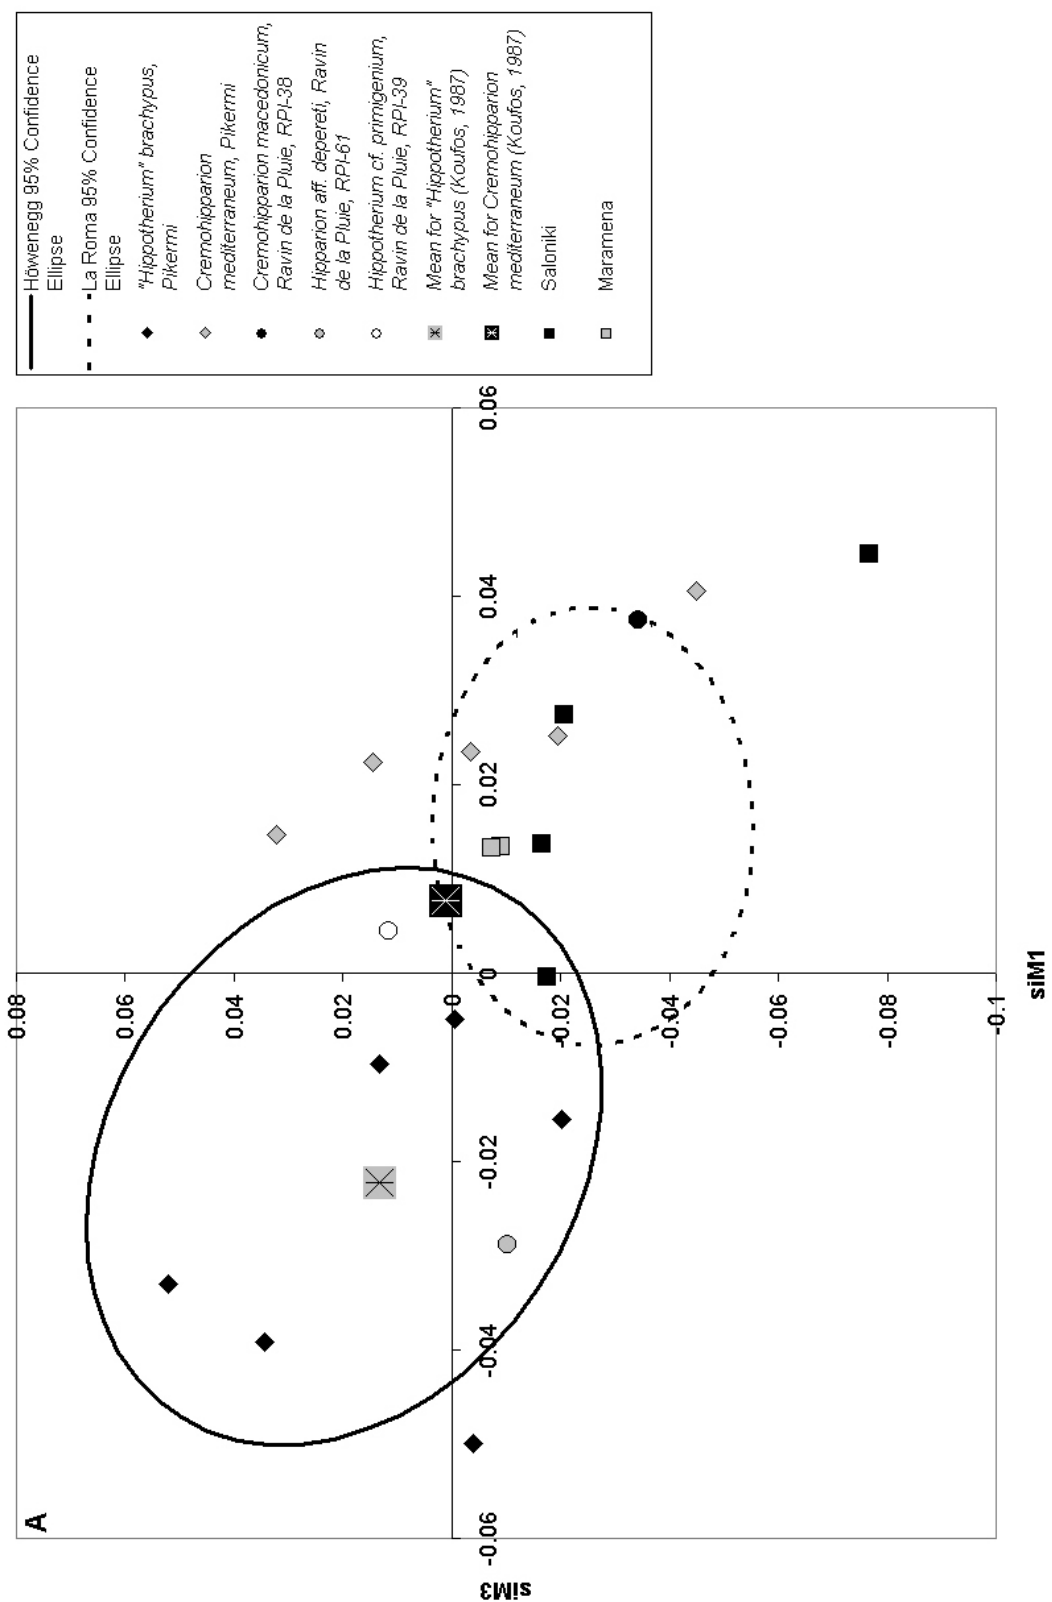 A
0.08
0.06
0.04
0.02
0.0
-0.02
-0.04
-0.06
-0.08
-0.1
siM3
-0.06
-0.04
-0.02
0
0.02
0.04
0.06
siM1
Höwenegg 95% Confidence
Ellipse
La Roma 95% Confidence
Ellipse
"Hippotherium" brachypus,
Pikermi
Cremohipparion
mediterraneum, Pikermi
Cremohipparion macedonicum,
Ravin de la Pluie, RPI-38
Hipparion aff. depereti, Ravin
de la Pluie, RPI-61
Hippotherium cf. primigenium,
Ravin de la Pluie, RPI-39
Mean for "Hippotherium"
brachypus (Koufos, 1987)
Mean for Cremohipparion
mediterraneum (Koufos, 1987)
Saloniki
Maramena